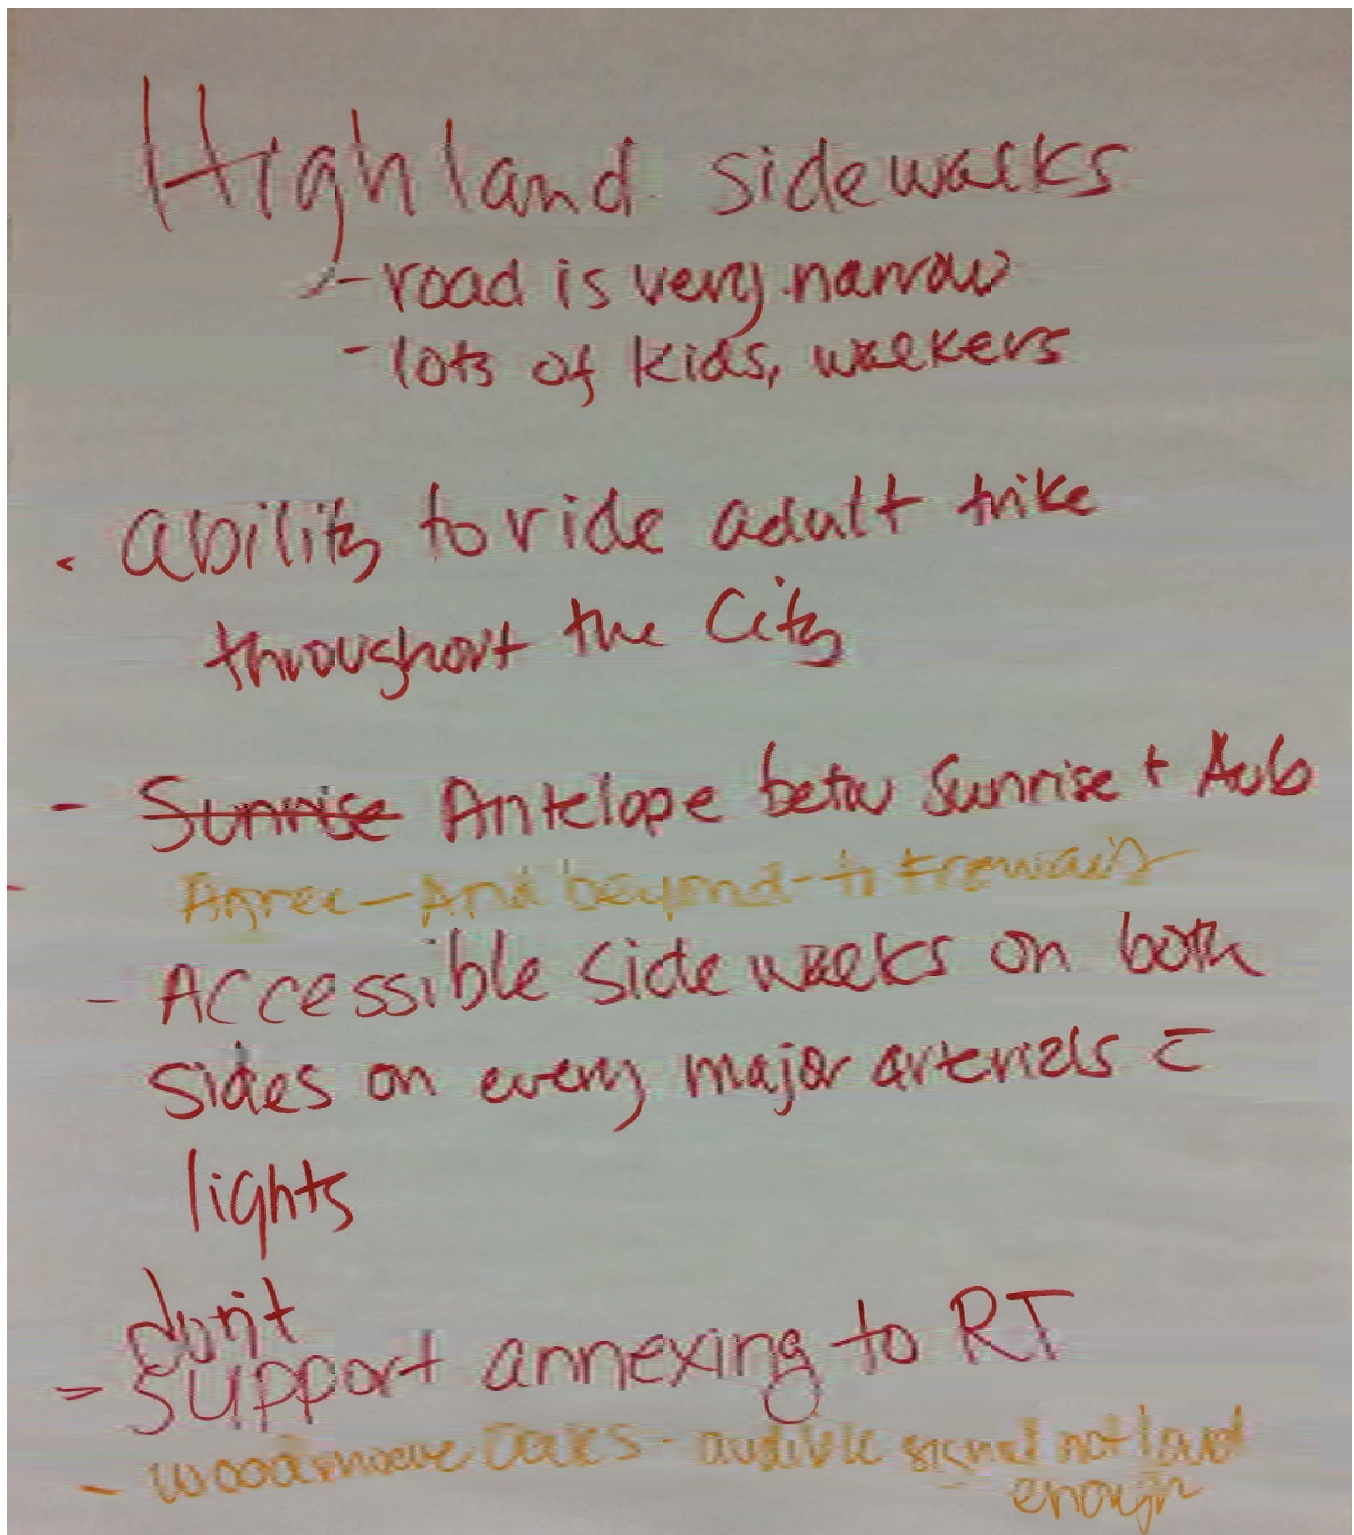 Highland sidewalks
- road is very narrow
- lots of kids, walkers
• ability to ride adult trike
throughout the City
- Sunrise Antelope betw Sunrise + Aub
Agree - And beyond - to
- Accessible Sidewalks on both
sides on every major arterials c
lights
don't
- Support annexing to RT
- Woodmore Oaks - audible signal not loud
enough